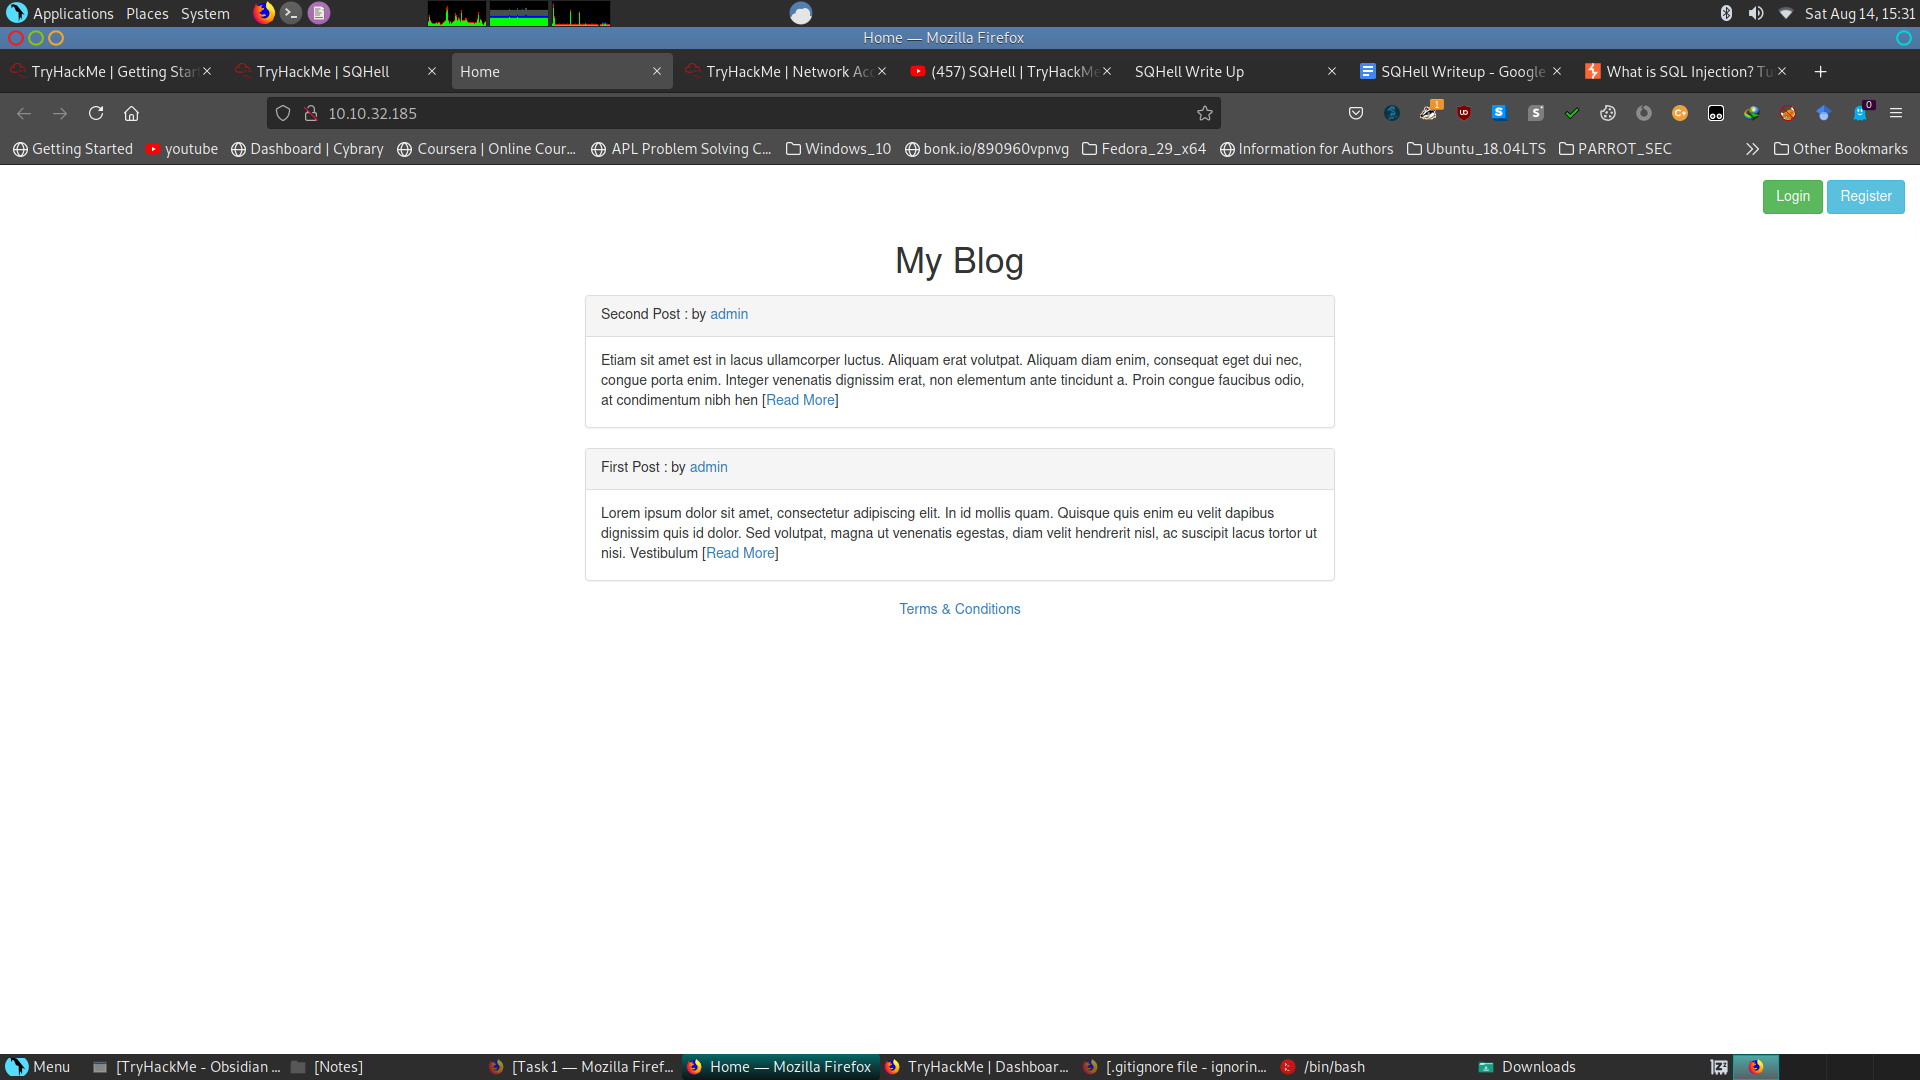 Applications Places System
Sat Aug 14, 15:31
Home — Mozilla Firefox
TryHackMe | Getting Star
TryHackMe | SQHell
Home
TryHackMe | Network Acc
(457) SQHell | TryHackMe
SQHell Write Up
SQHell Writeup - Google
What is SQL Injection? Tu
10.10.32.185
1
0
Getting Started youtube Dashboard | Cybrary Coursera | Online Cour... APL Problem Solving C... Windows_10 bonk.io/890960vpnvg Fedora_29_x64 Information for Authors Ubuntu_18.04LTS PARROT_SEC Other Bookmarks
Login Register
My Blog
Second Post : by admin
Etiam sit amet est in lacus ullamcorper luctus. Aliquam erat volutpat. Aliquam diam enim, consequat eget dui nec,
congue porta enim. Integer venenatis dignissim erat, non elementum ante tincidunt a. Proin congue faucibus odio,
at condimentum nibh hen [Read More]
First Post : by admin
Lorem ipsum dolor sit amet, consectetur adipiscing elit. In id mollis quam. Quisque quis enim eu velit dapibus
dignissim quis id dolor. Sed volutpat, magna ut venenatis egestas, diam velit hendrerit nisl, ac suscipit lacus tortor ut
nisi. Vestibulum [Read More]
Terms & Conditions
Menu [TryHackMe - Obsidian ... [Notes] [Task 1 — Mozilla Firef... Home — Mozilla Firefox TryHackMe | Dashboar... [.gitignore file - ignorin... /bin/bash Downloads